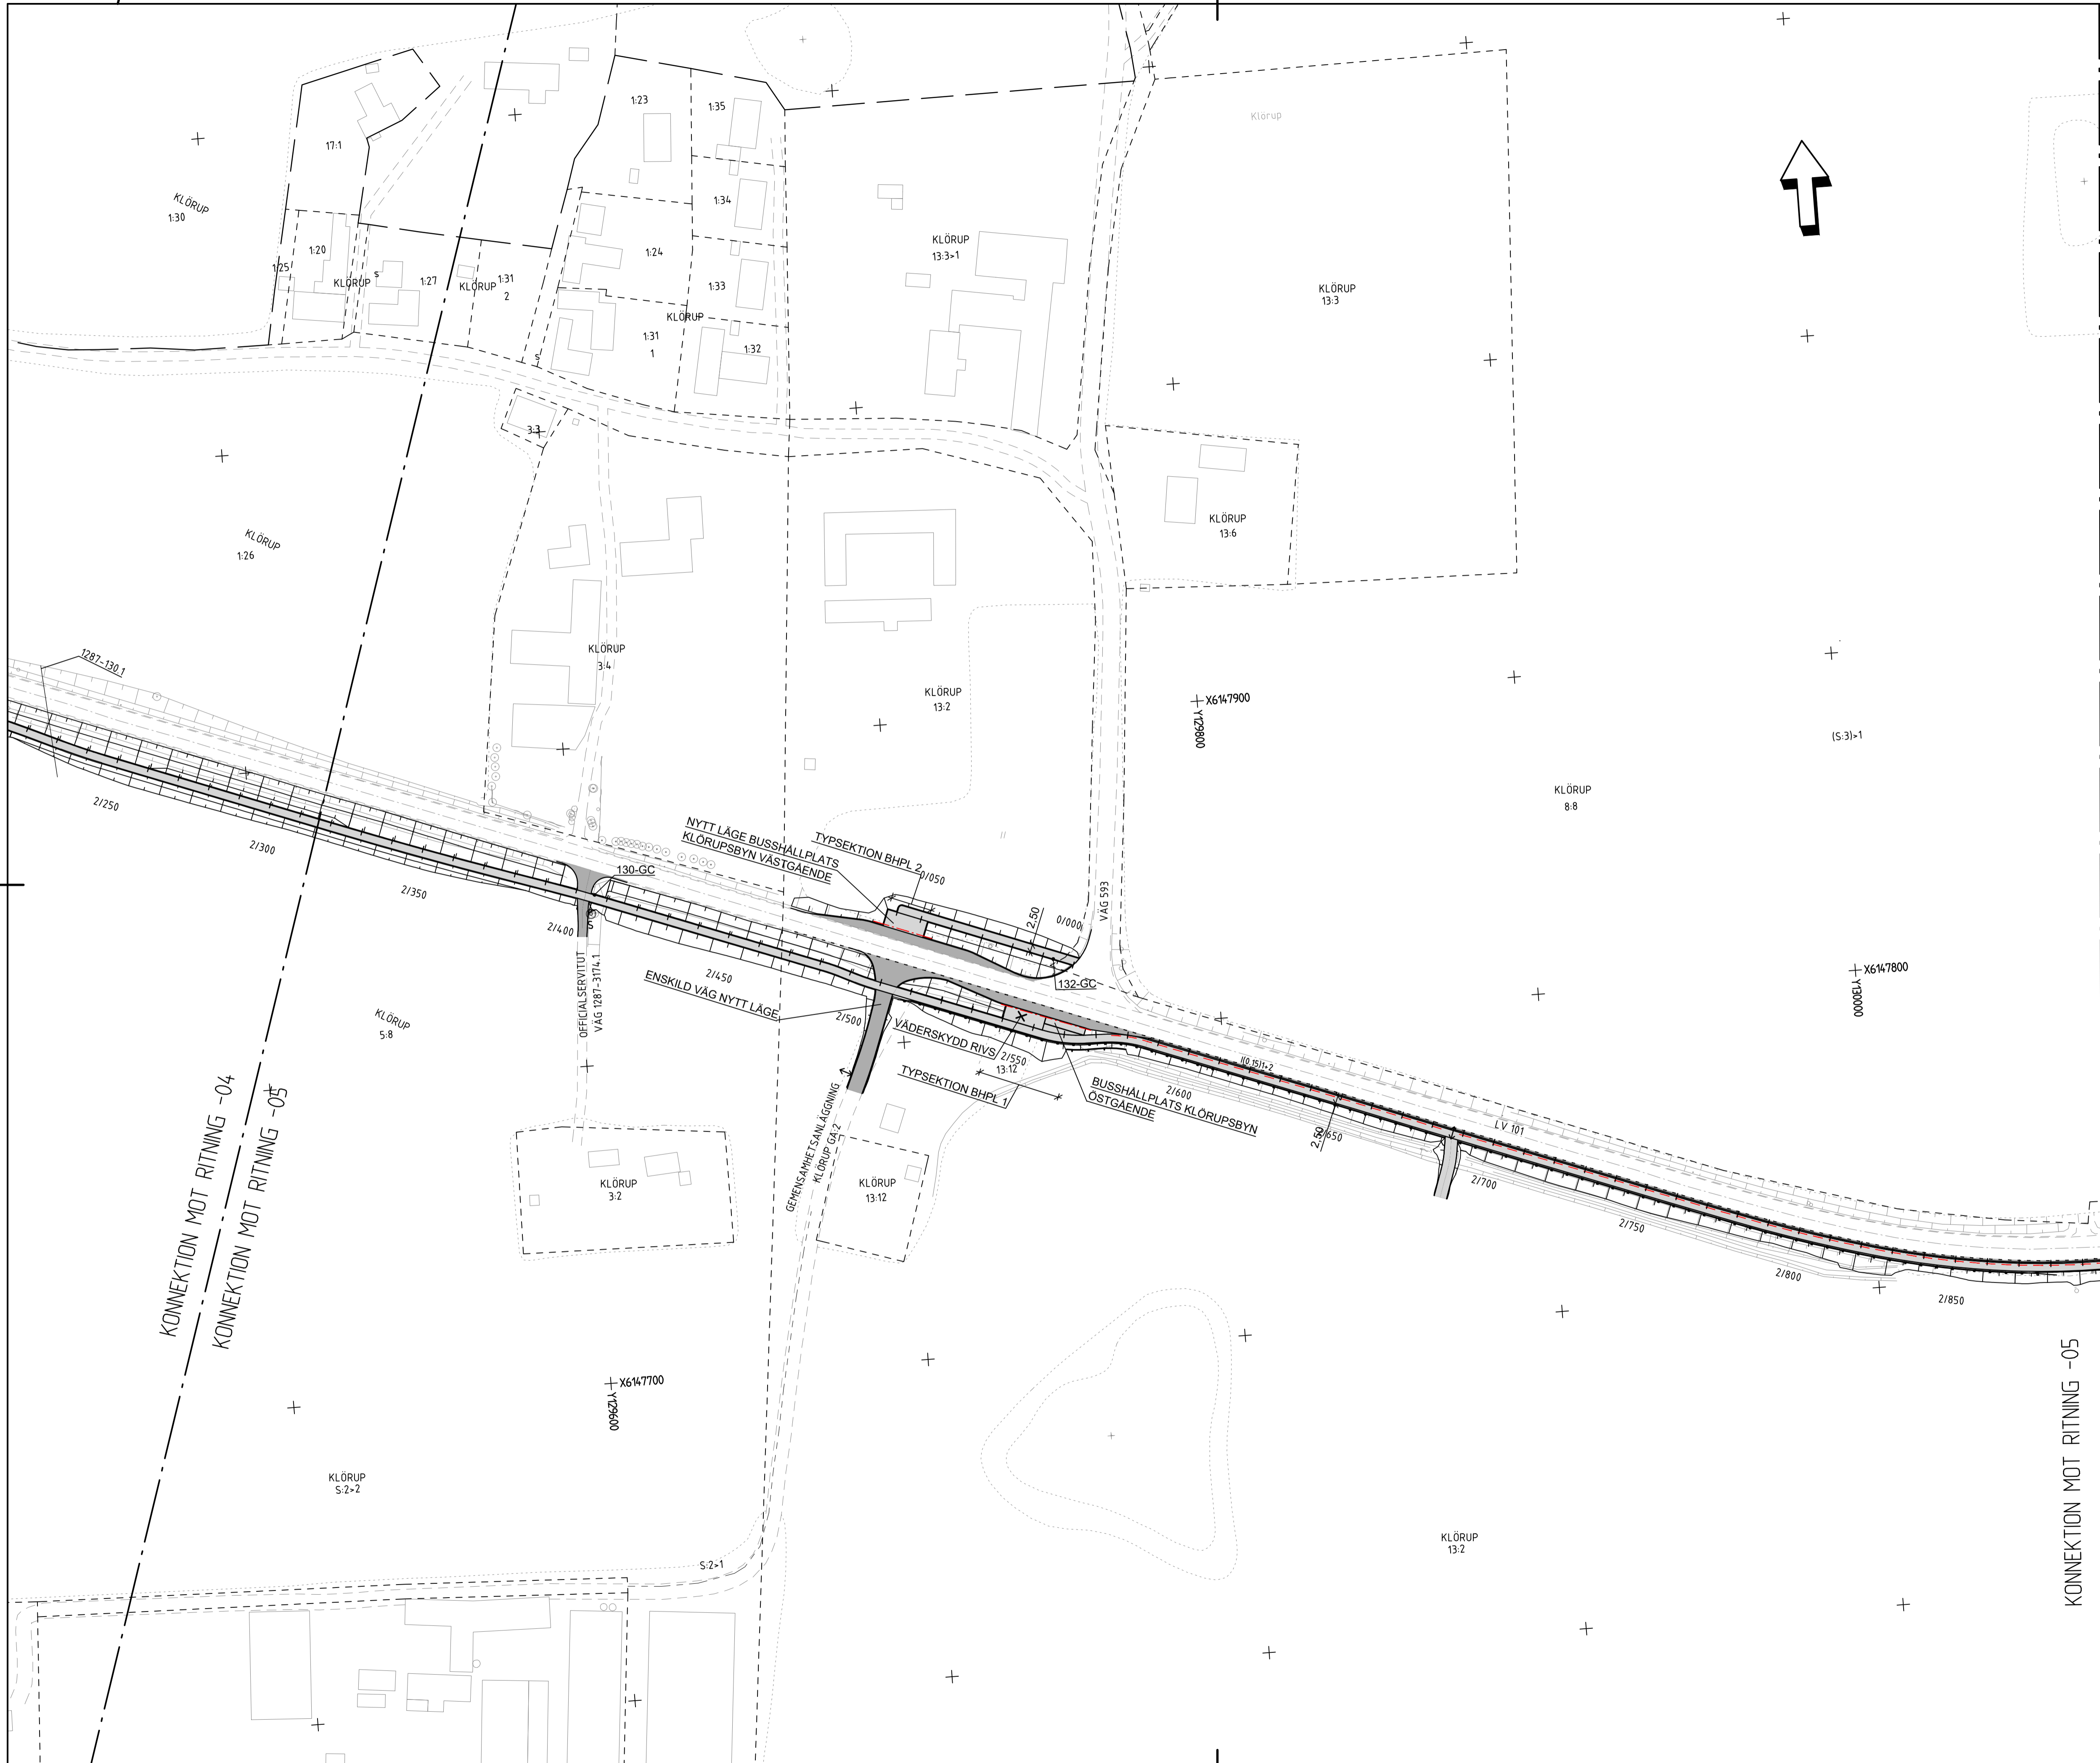 1:23
1:35
Klörup
17:1
KLÖRUP
1:30
1:34
1:20
1:24
KLÖRUP
13:3>1
1:25
KLÖRUP
s
1:27
KLÖRUP
1:31
2
1:33
KLÖRUP
13:3
KLÖRUP
1:31
1
1:32
s
3:3
KLÖRUP
13:6
KLÖRUP
1:26
KLÖRUP
3:4
1287-130.1
KLÖRUP
13:2
X6147900
Y129800
(S:3)>1
KLÖRUP
8:8
2/250
2/300
2/350
2/400
2/450
2/500
2/550
2/600
2/650
2/700
2/750
2/800
2/850
NYTT LÄGE BUSSHÅLLPLATS
KLÖRUPSBYN VÄSTGÅENDE
TYPSEKTION BHPL 2
0/050
2.50
0/000
VÄG 593
130-GC
132-GC
ENSKILD VÄG NYTT LÄGE
OFFICIALSERVITUT
VÄG 1287-3174.1
VÄDERSKYDD RIVS
13:12
TYPSEKTION BHPL 1
BUSSHÅLLPLATS KLÖRUPSBYN
ÖSTGÅENDE
I(0.15)1+2
2.50
LV 101
X6147800
Y130000
KLÖRUP
5:8
GEMENSAMHETSANLÄGGNING
KLÖRUP GA:2
KLÖRUP
3:2
KLÖRUP
13:12
KONNEKTION MOT RITNING -04
KONNEKTION MOT RITNING -05
X6147700
Y129600
KLÖRUP
S:2>2
S:2>1
KLÖRUP
13:2
KONNEKTION MOT RITNING -05